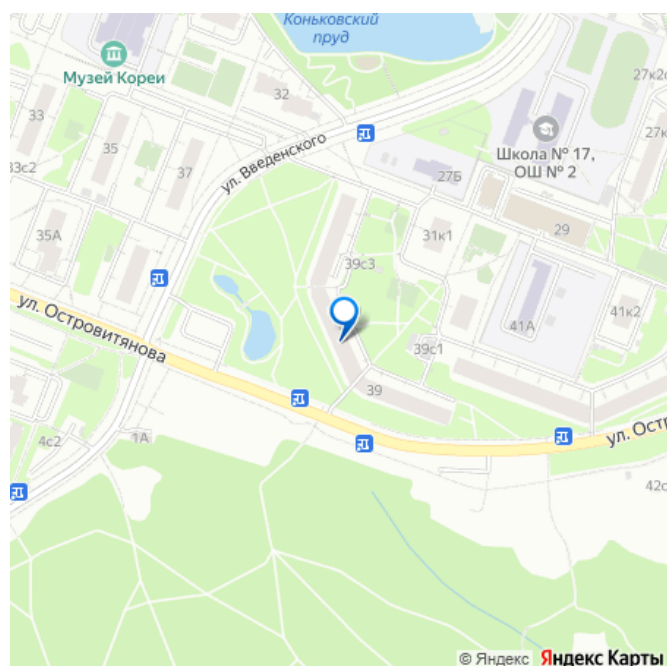 Коньковский
пруд
Музей Кореи
27к2с
32
33
35
ул. Введенского
Школа № 17,
ОШ № 2
27к
33с2
37
27Б
35А
31к1
29
39с3
ул. Островитянова
41А
41к2
39с1
39
4с2
1А
ул. Остр
42с
© Яндекс Яндекс Карты